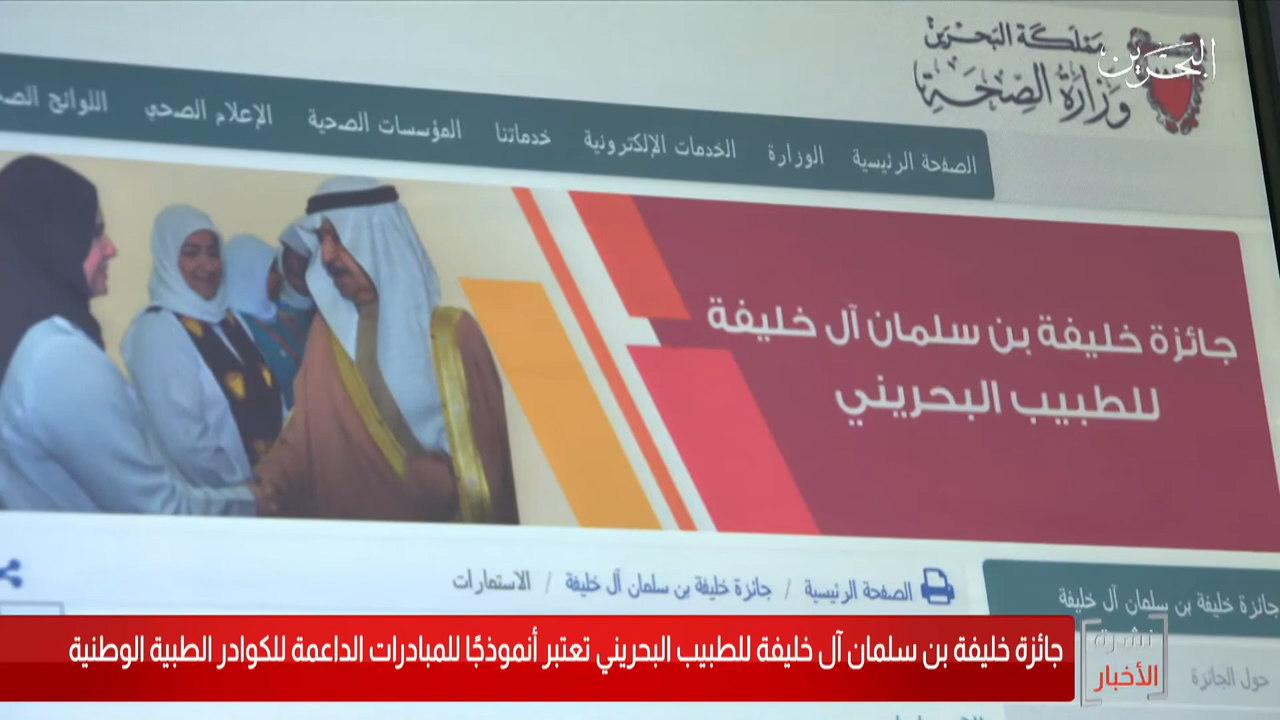 مملكة البحرين
وزارة الصحة
البحرين
الصفحة الرئيسية الوزارة الخدمات الإلكترونية خدماتنا المؤسسات الصحية الإعلام الصحي اللوائح
جائزة خليفة بن سلمان آل خليفة
للطبيب البحريني
الصفحة الرئيسية / جائزة خليفة بن سلمان آل خليفة / الاستمارات
جائزة خليفة بن سلمان آل خليفة
حول الجائزة
نشرة
الأخبار
جائزة خليفة بن سلمان آل خليفة للطبيب البحريني تعتبر أنموذجًا للمبادرات الداعمة للكوادر الطبية الوطنية